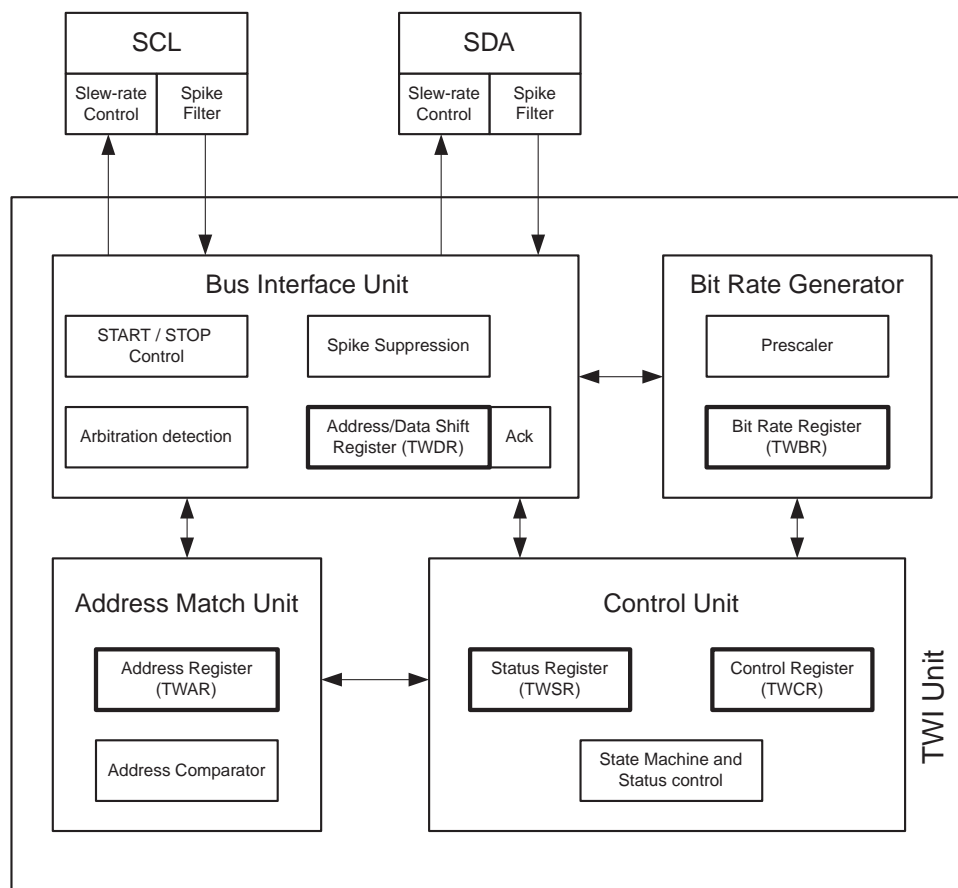 SCL
Slew-rate
Control
Spike
Filter
SDA
Slew-rate
Control
Spike
Filter
Bus Interface Unit
START / STOP
Control
Spike Suppression
Arbitration detection
Address/Data Shift
Register (TWDR)
Ack
Bit Rate Generator
Prescaler
Bit Rate Register
(TWBR)
Address Match Unit
Address Register
(TWAR)
Address Comparator
Control Unit
Status Register
(TWSR)
Control Register
(TWCR)
State Machine and
Status control
TWI Unit